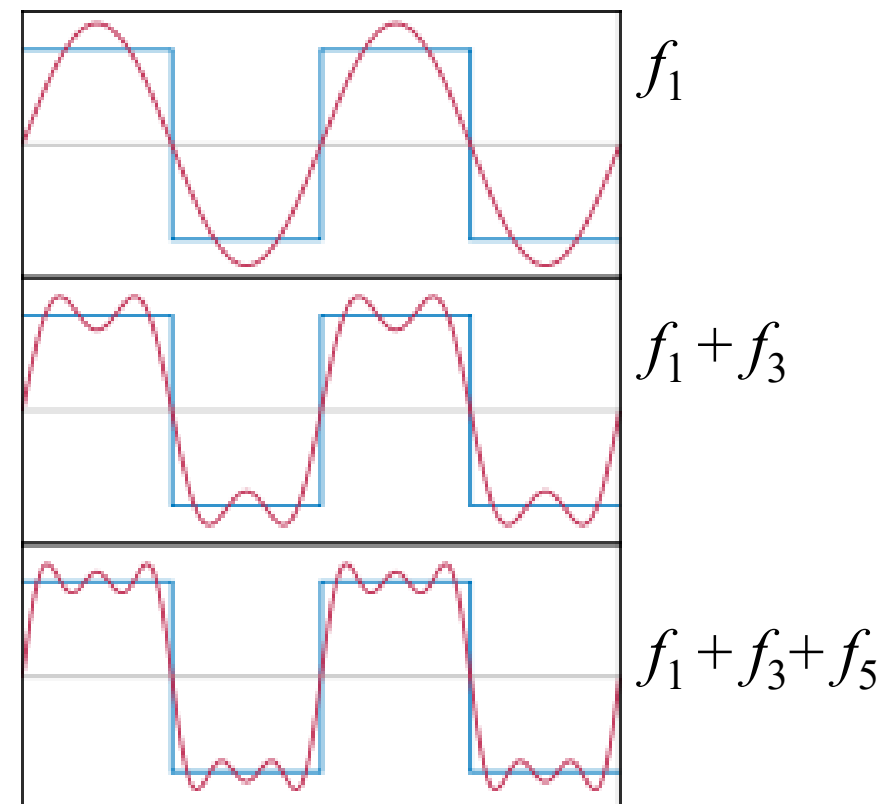 f₁
f₁ + f₃
f₁ + f₃ + f₅